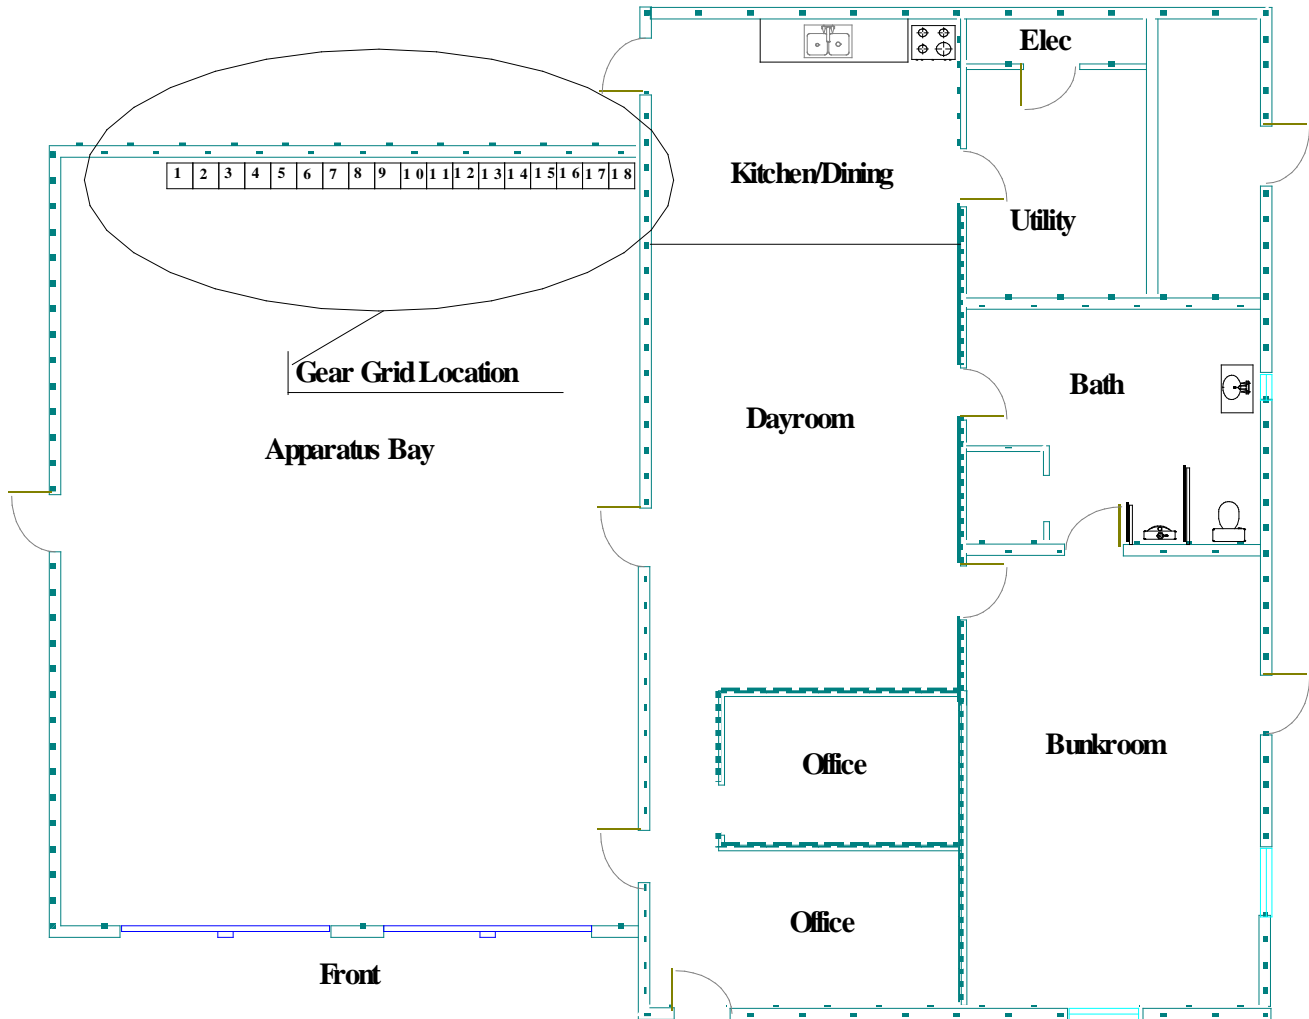 Elec
1 2 3 4 5 6 7 8 9 10 11 12 13 14 15 16 17 18
Kitchen/Dining
Utility
Gear Grid Location
Bath
Dayroom
Apparatus Bay
Bunkroom
Office
Office
Front